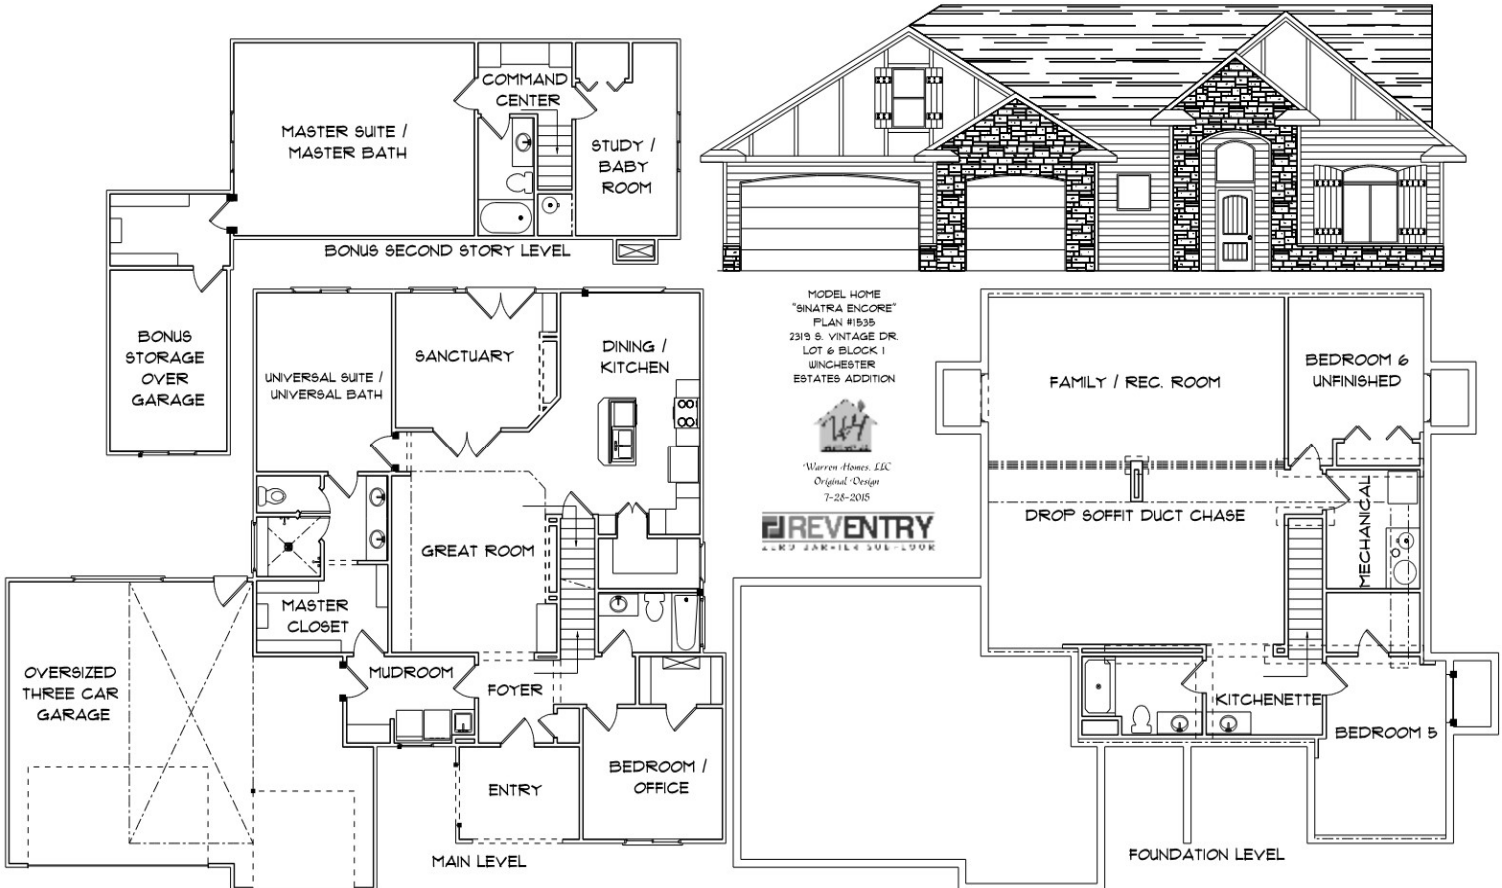 COMMAND
CENTER
MASTER SUITE /
MASTER BATH
STUDY /
BABY
ROOM
BONUS SECOND STORY LEVEL
BONUS
STORAGE
OVER
GARAGE
MODEL HOME
"SINATRA ENCORE"
PLAN #1535
2319 S. VINTAGE DR.
LOT 6 BLOCK 1
WINCHESTER
ESTATES ADDITION
Warren Homes, LLC
Original Design
7-28-2015
REVENTRY
UNIVERSAL SUITE /
UNIVERSAL BATH
SANCTUARY
DINING /
KITCHEN
GREAT ROOM
MASTER
CLOSET
OVERSIZED
THREE CAR
GARAGE
MUDROOM
FOYER
ENTRY
BEDROOM /
OFFICE
MAIN LEVEL
FAMILY / REC. ROOM
BEDROOM 6
UNFINISHED
DROP SOFFIT DUCT CHASE
MECHANICAL
KITCHENETTE
BEDROOM 5
FOUNDATION LEVEL